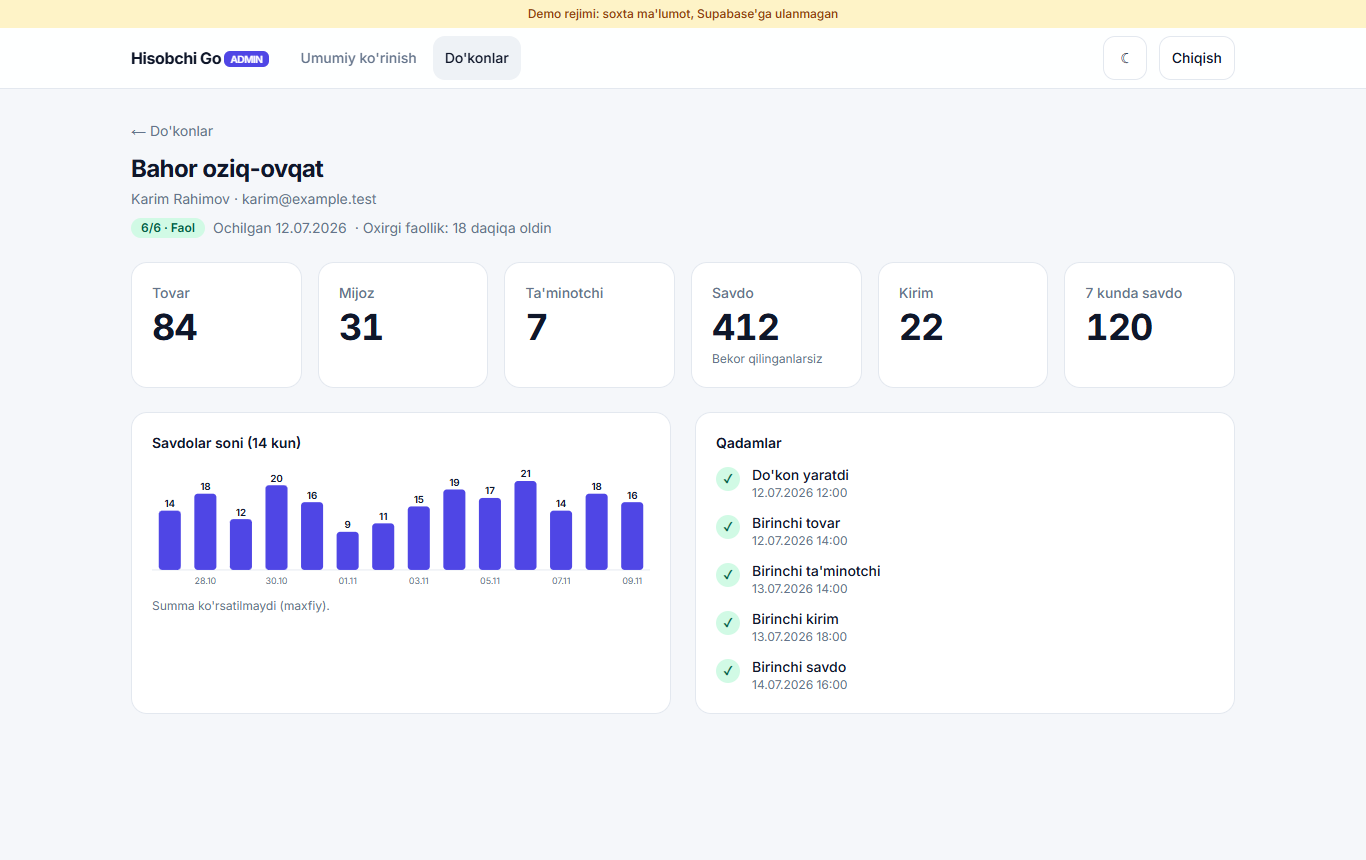 Demo rejimi: soxta ma'lumot, Supabase'ga ulanmagan
Hisobchi Go ADMIN
Umumiy ko'rinish
Do'konlar
☾
Chiqish
← Do'konlar
Bahor oziq-ovqat
Karim Rahimov · karim@example.test
6/6 · Faol Ochilgan 12.07.2026 · Oxirgi faollik: 18 daqiqa oldin
Tovar
84
Mijoz
31
Ta'minotchi
7
Savdo
412
Bekor qilinganlarsiz
Kirim
22
7 kunda savdo
120
Savdolar soni (14 kun)
14 18 12 20 16 9 11 15 19 17 21 14 18 16
28.10 30.10 01.11 03.11 05.11 07.11 09.11
Summa ko'rsatilmaydi (maxfiy).
Qadamlar
✓ Do'kon yaratdi
12.07.2026 12:00
✓ Birinchi tovar
12.07.2026 14:00
✓ Birinchi ta'minotchi
13.07.2026 14:00
✓ Birinchi kirim
13.07.2026 18:00
✓ Birinchi savdo
14.07.2026 16:00